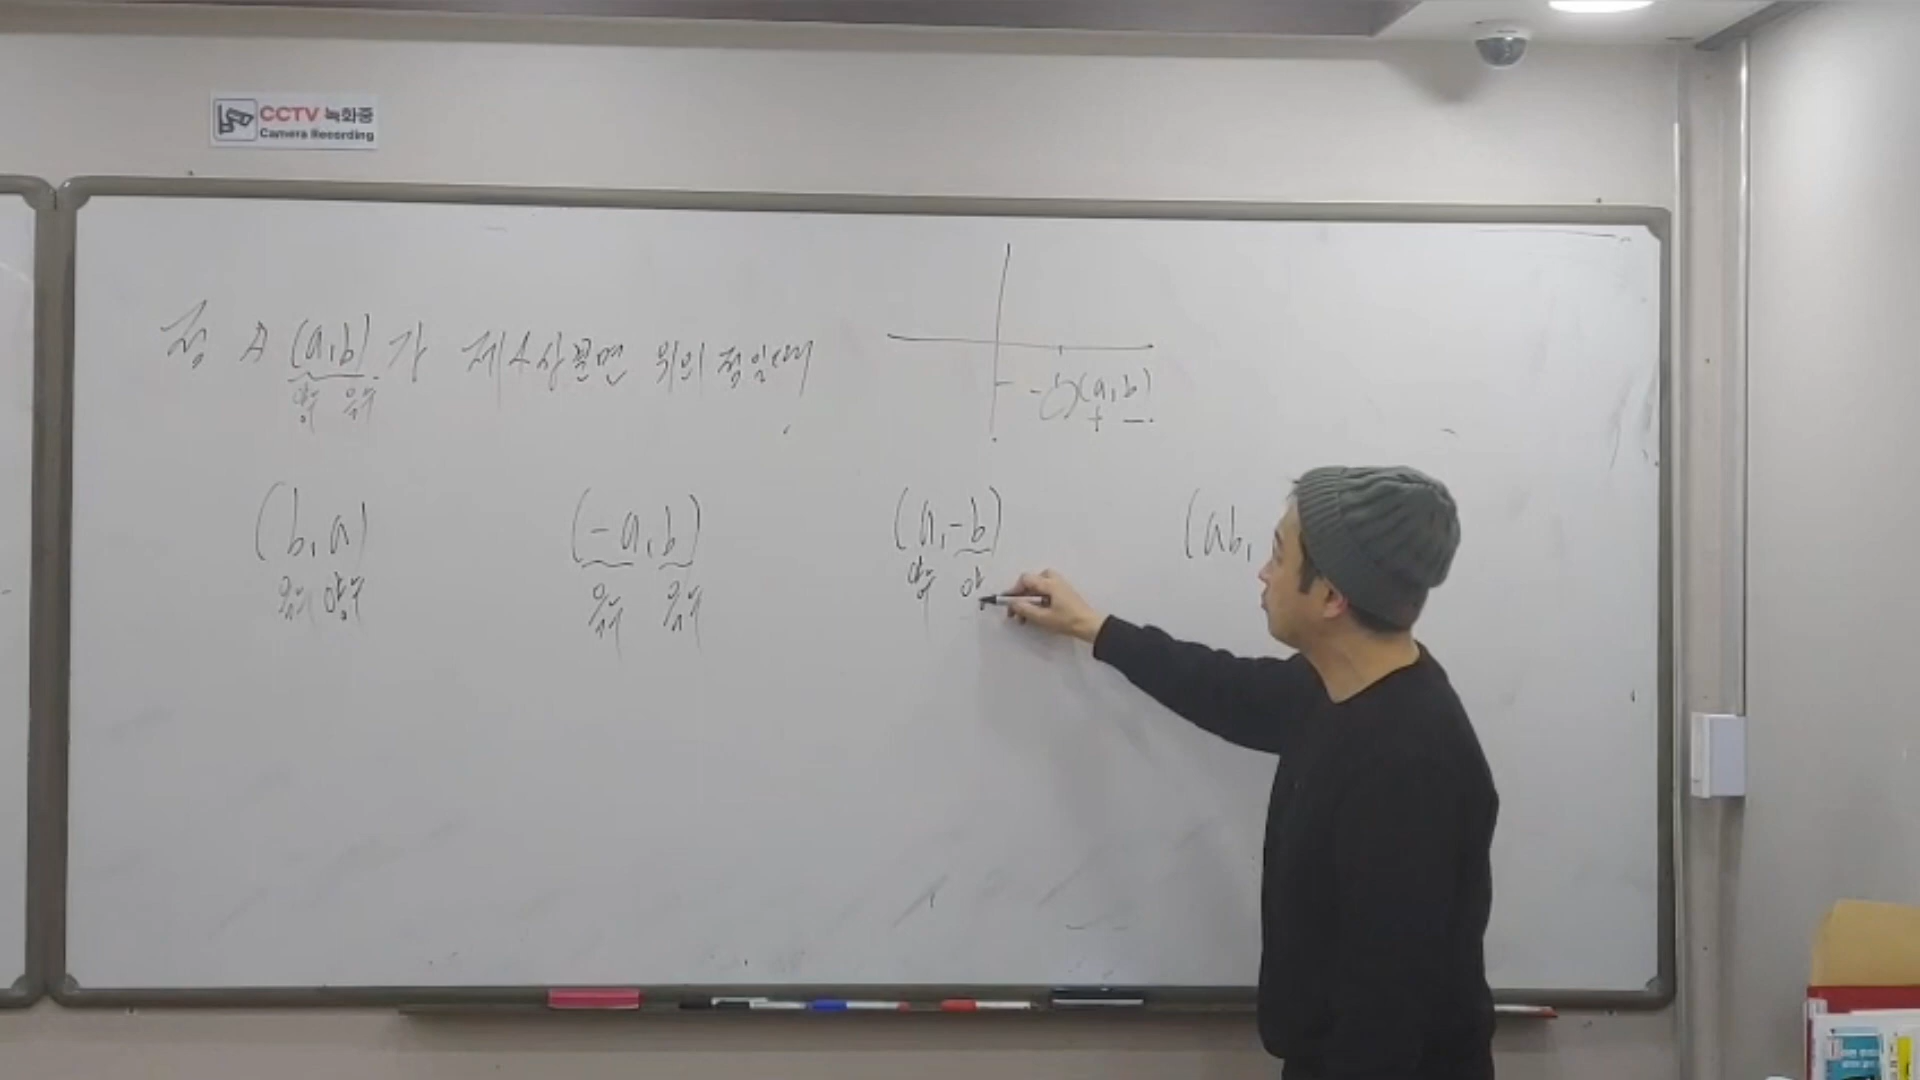 CCTV 녹화중
Camera Recording
점 A (a,b)가 제4상분면 위의 점일때
양수 음수
(a,b)
+ -
(b,a) (-a,b) (a,-b) (ab,
음수 양수 음수 음수 양수 양